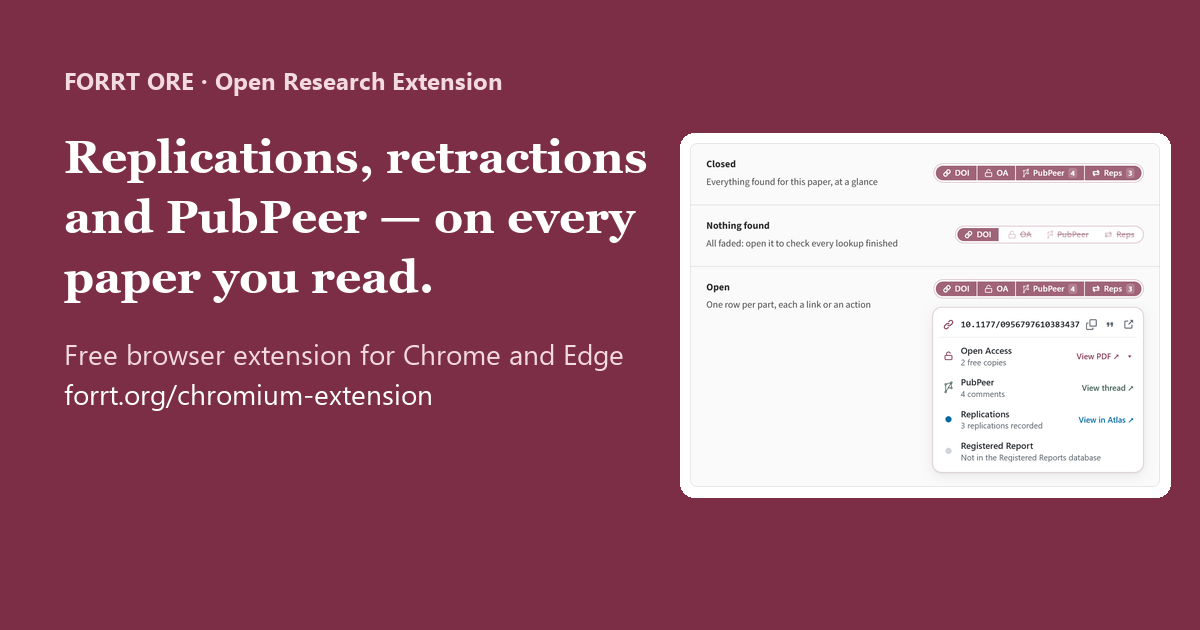 FORRT ORE · Open Research Extension
Replications, retractions
and PubPeer — on every
paper you read.
Free browser extension for Chrome and Edge
forrt.org/chromium-extension
Closed
Everything found for this paper, at a glance
DOI OA PubPeer 4 Reps 3
Nothing found
All faded: open it to check every lookup finished
DOI OA PubPeer Reps
Open
One row per part, each a link or an action
DOI OA PubPeer 4 Reps 3
10.1177/0956797610383437
Open Access
2 free copies
View PDF ↗
PubPeer
4 comments
View thread ↗
Replications
3 replications recorded
View in Atlas ↗
Registered Report
Not in the Registered Reports database